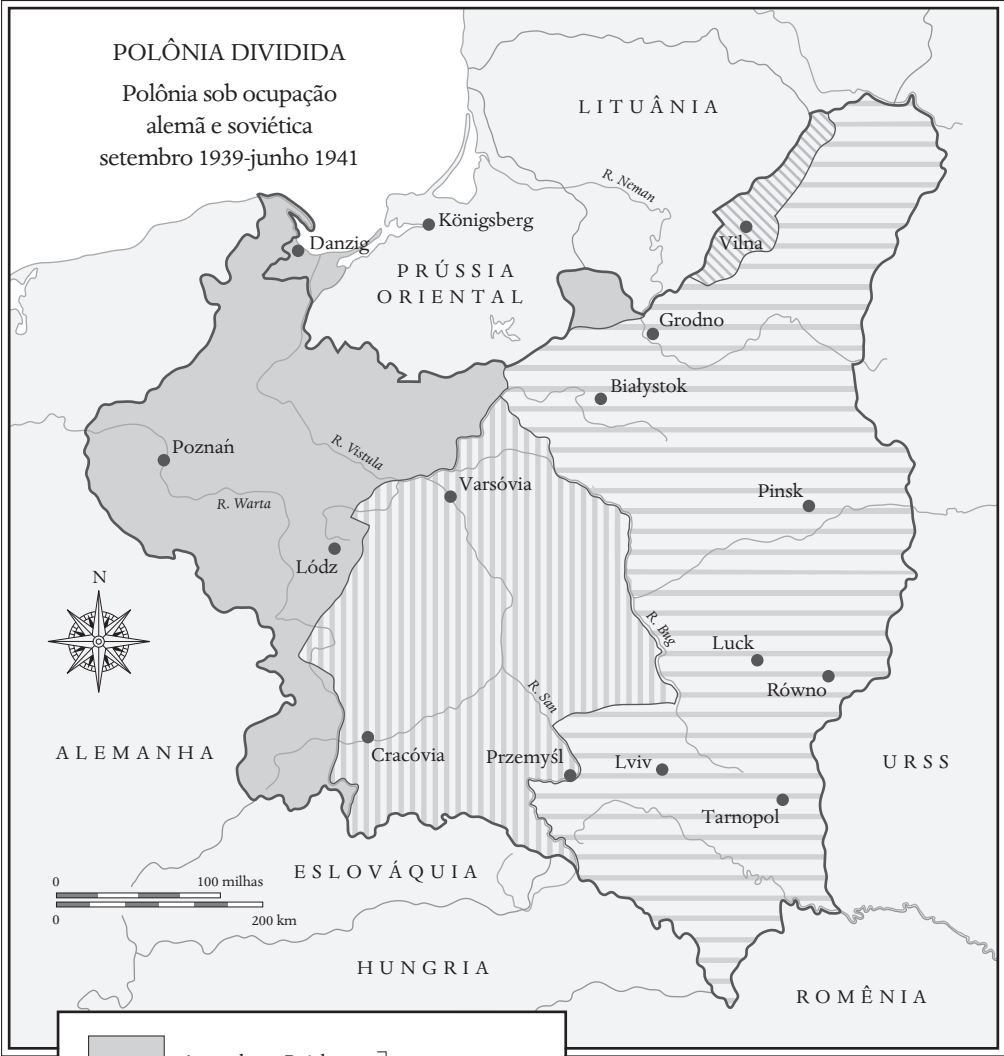 POLÔNIA DIVIDIDA
Polônia sob ocupação
alemã e soviética
setembro 1939-junho 1941
LITUÂNIA
R. Neman
Königsberg
Danzig
Vilna
PRÚSSIA
ORIENTAL
Grodno
Białystok
Poznań
R. Vistula
Varsóvia
R. Warta
Pinsk
Lódz
N
R. Bug
Luck
Równo
R. San
ALEMANHA
Cracóvia
Przemyśl
Lviv
URSS
Tarnopol
ESLOVÁQUIA
0 100 milhas
0 200 km
HUNGRIA
ROMÊNIA